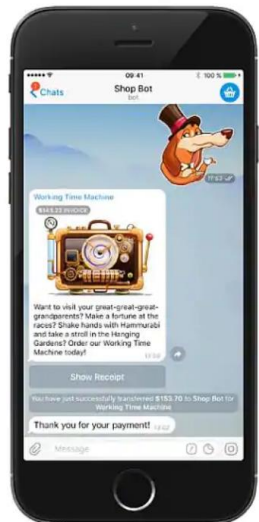 09:41
100 %
1
Chats
Shop Bot
bot
Working Time Machine
INVOICE
Want to visit your great-great-great-
grandparents? Make a fortune at the
races? Shake hands with Hammurabi
and take a stroll in the Hanging
Gardens? Order our Working Time
Machine today!
Show Receipt
You have just successfully transferred $153.70 to Shop Bot for
Working Time Machine
Thank you for your payment!
Message